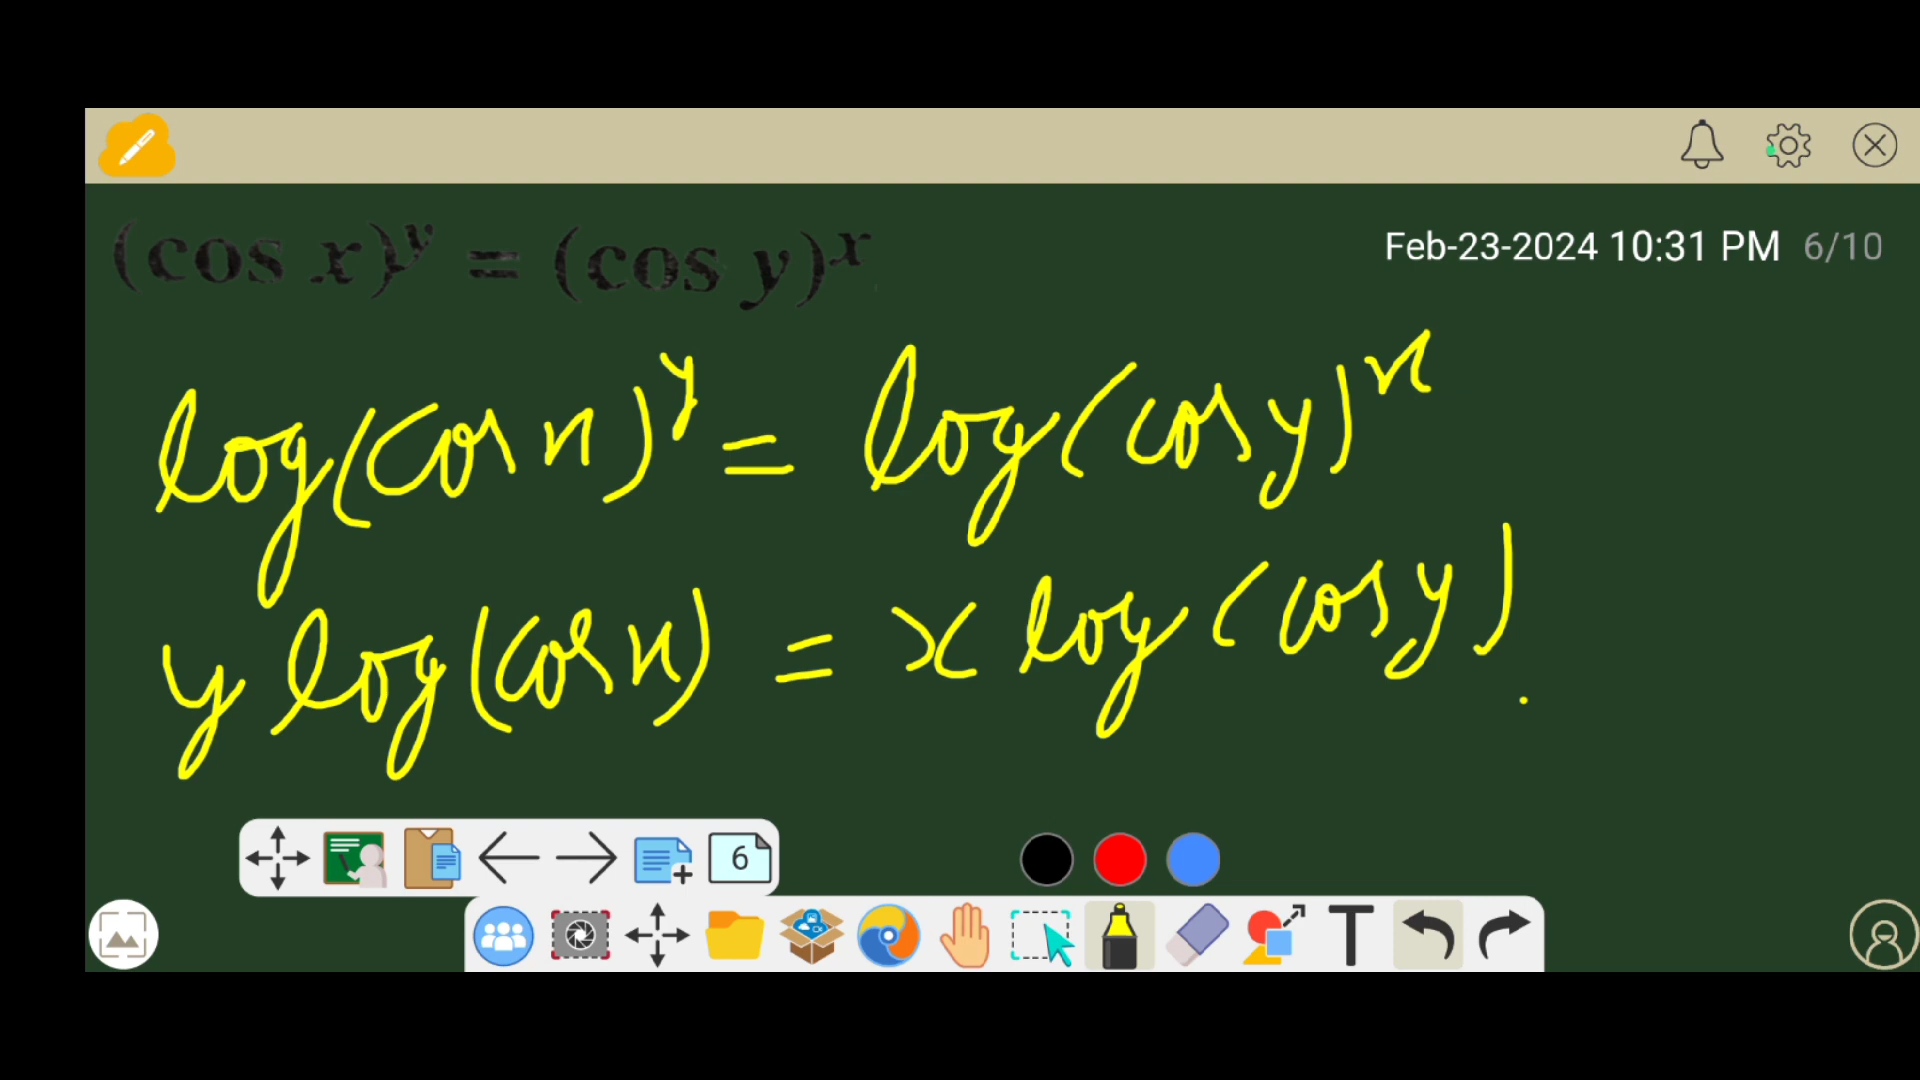 (cos x)^y = (cos y)^x
Feb-23-2024 10:31 PM 6/10
log(cos x)^y = log(cos y)^x
y log(cos x) = x log(cos y)
6
T